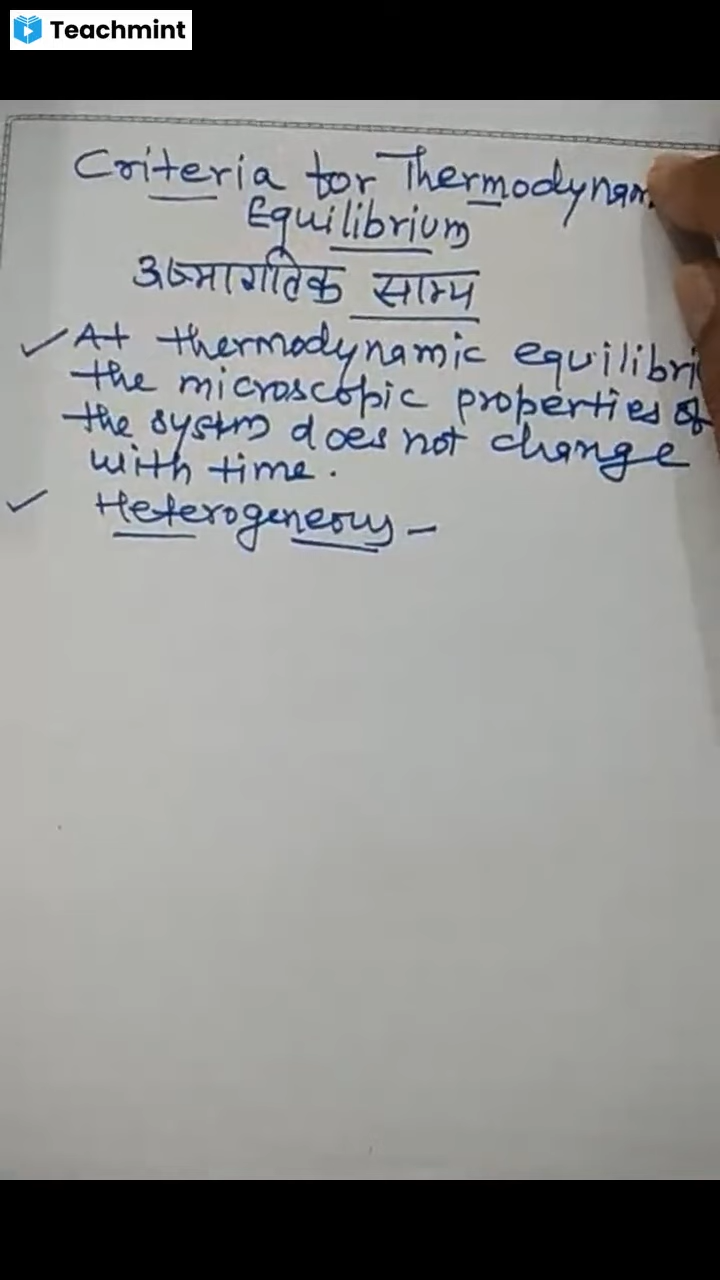 Teachmint
Criteria for Thermodynam
Equilibrium
उष्मागतिक साम्य
At thermodynamic equilibri
the microscopic properties of
the system does not change
with time.
Heterogeneous -